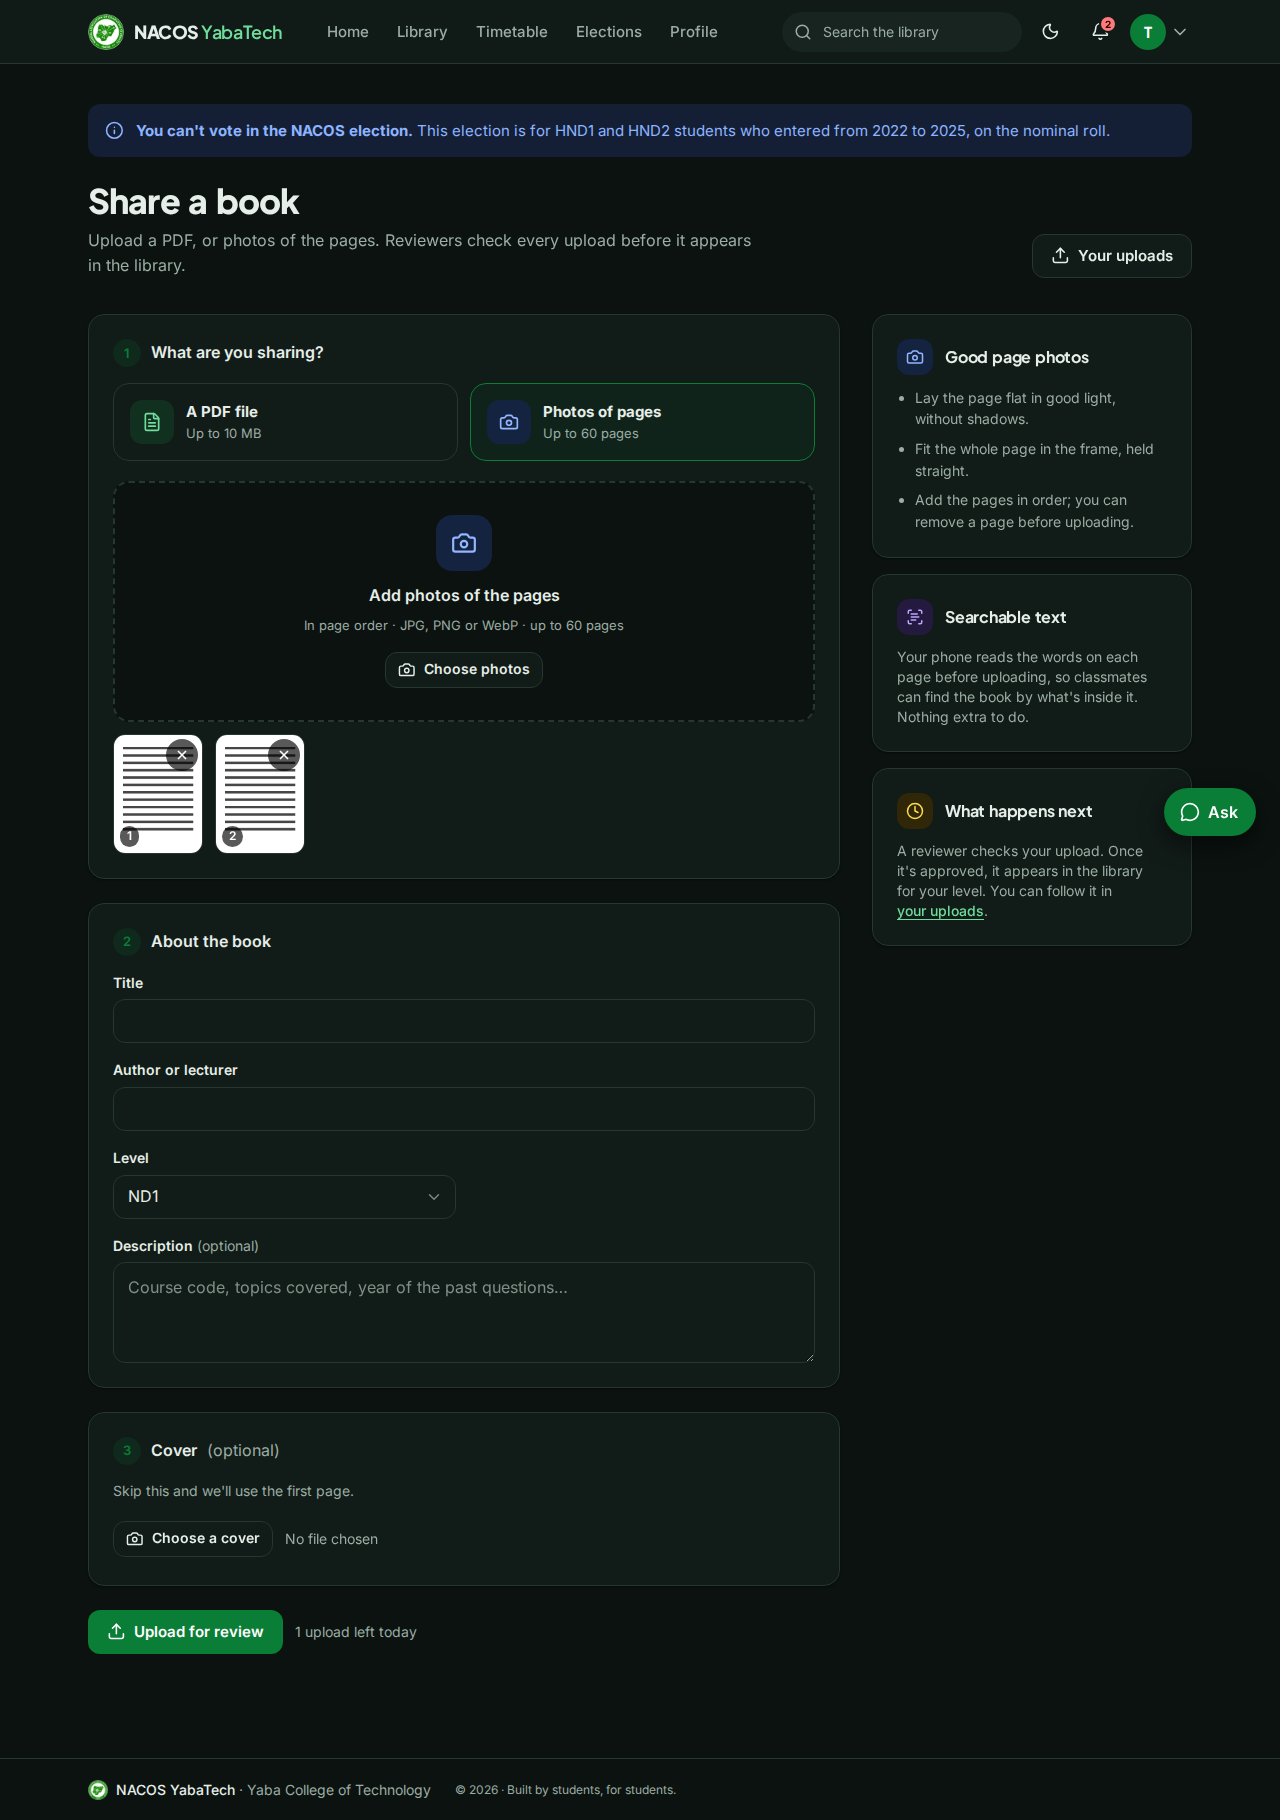 NACOS YabaTech
Home
Library
Timetable
Elections
Profile
Search the library
2
T
You can't vote in the NACOS election. This election is for HND1 and HND2 students who entered from 2022 to 2025, on the nominal roll.
Share a book
Upload a PDF, or photos of the pages. Reviewers check every upload before it appears
in the library.
Your uploads
1 What are you sharing?
A PDF file
Up to 10 MB
Photos of pages
Up to 60 pages
Add photos of the pages
In page order · JPG, PNG or WebP · up to 60 pages
Choose photos
1
2
2 About the book
Title
Author or lecturer
Level
ND1
Description (optional)
Course code, topics covered, year of the past questions…
3 Cover (optional)
Skip this and we'll use the first page.
Choose a cover
No file chosen
Upload for review
1 upload left today
Good page photos
Lay the page flat in good light,
without shadows.
Fit the whole page in the frame, held
straight.
Add the pages in order; you can
remove a page before uploading.
Searchable text
Your phone reads the words on each
page before uploading, so classmates
can find the book by what's inside it.
Nothing extra to do.
What happens next
A reviewer checks your upload. Once
it's approved, it appears in the library
for your level. You can follow it in
your uploads.
Ask
NACOS YabaTech · Yaba College of Technology
© 2026 · Built by students, for students.